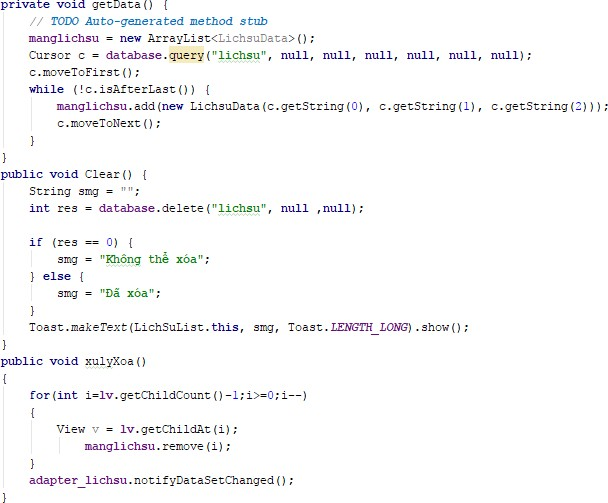 private void getData() {
// TODO Auto-generated method stub
manglichsu = new ArrayList<LichsuData>();
Cursor c = database.query("lichsu", null, null, null, null, null, null);
c.moveToFirst();
while (!c.isAfterLast()) {
manglichsu.add(new LichsuData(c.getString(0), c.getString(1), c.getString(2)));
c.moveToNext();
}
}
public void Clear() {
String smg = "";
int res = database.delete("lichsu", null ,null);
if (res == 0) {
smg = "Không thể xóa";
} else {
smg = "Đã xóa";
}
Toast.makeText(LichSuList.this, smg, Toast.LENGTH_LONG).show();
}
public void xulyXoa()
{
for(int i=lv.getChildCount()-1;i>=0;i--)
{
View v = lv.getChildAt(i);
manglichsu.remove(i);
}
adapter_lichsu.notifyDataSetChanged();
}